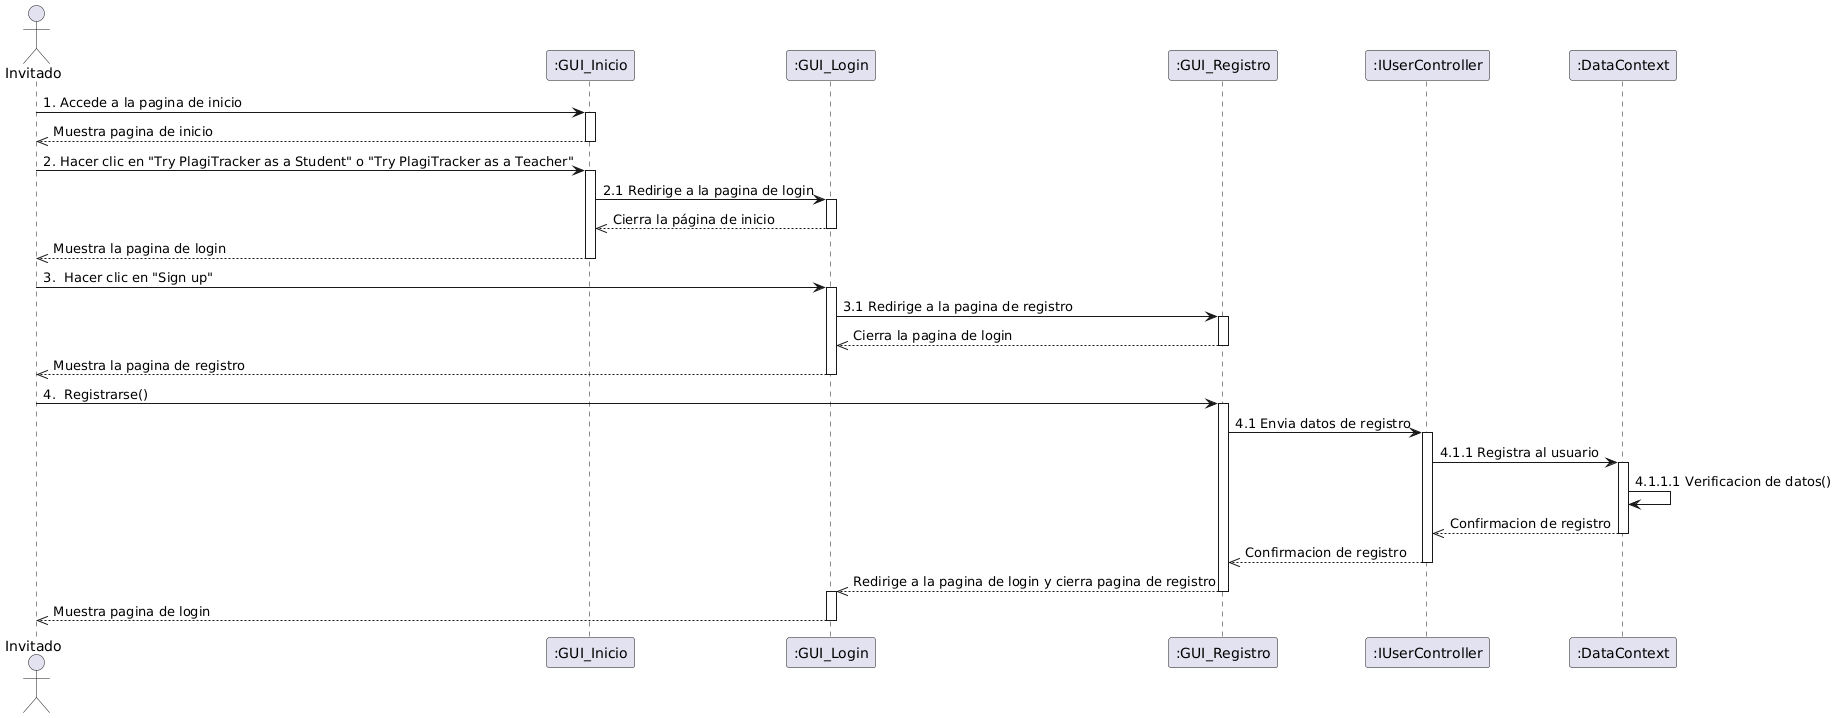 Invitado
:GUI_Inicio
:GUI_Login
:GUI_Registro
:IUserController
:DataContext
1. Accede a la pagina de inicio
Muestra pagina de inicio
2. Hacer clic en "Try PlagiTracker as a Student" o "Try PlagiTracker as a Teacher"
2.1 Redirige a la pagina de login
Cierra la página de inicio
Muestra la pagina de login
3.  Hacer clic en "Sign up"
3.1 Redirige a la pagina de registro
Cierra la pagina de login
Muestra la pagina de registro
4.  Registrarse()
4.1 Envia datos de registro
4.1.1 Registra al usuario
4.1.1.1 Verificacion de datos()
Confirmacion de registro
Confirmacion de registro
Redirige a la pagina de login y cierra pagina de registro
Muestra pagina de login
Invitado
:GUI_Inicio
:GUI_Login
:GUI_Registro
:IUserController
:DataContext